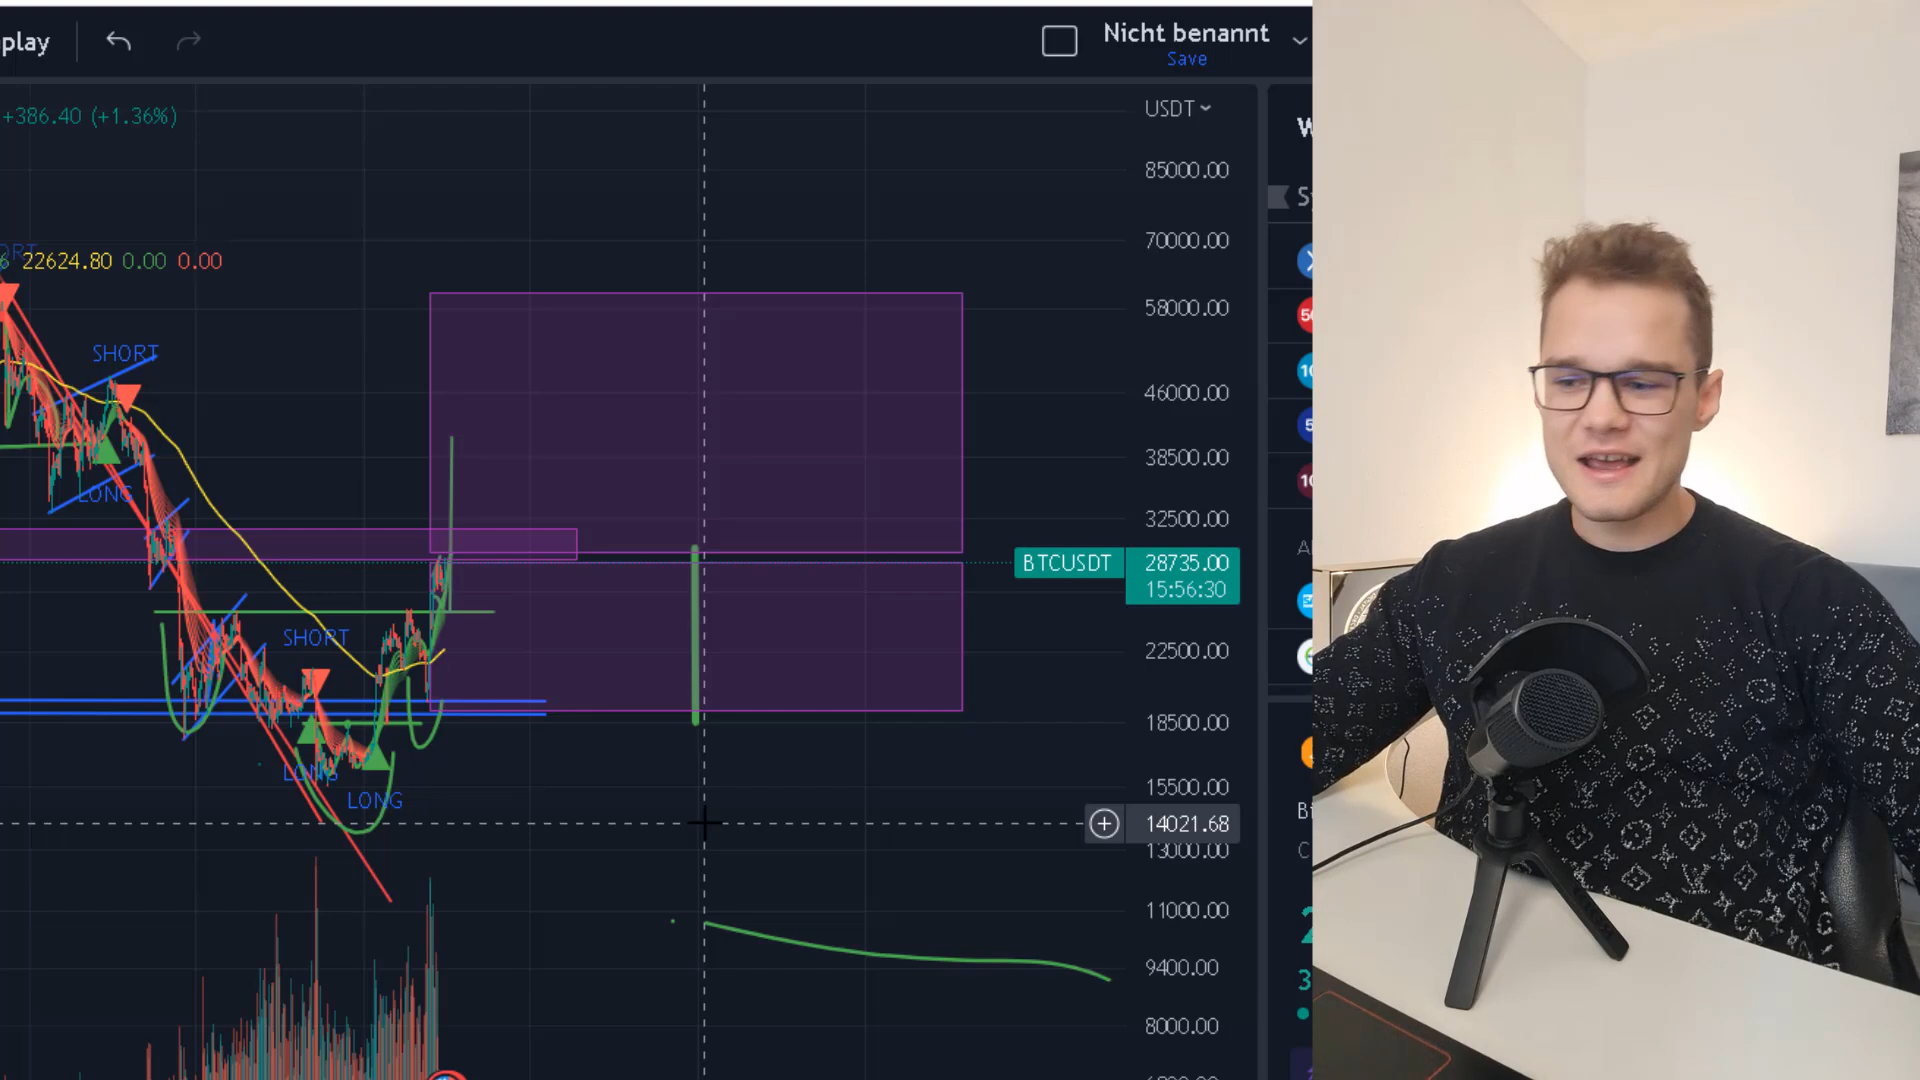 play
Nicht benannt
Save
+386.40 (+1.36%)
USDT
85000.00
70000.00
22624.80 0.00 0.00
58000.00
SHORT
46000.00
38500.00
LONG
32500.00
BTCUSDT 28735.00
15:56:30
SHORT
22500.00
18500.00
LONG
LONG
15500.00
14021.68
13000.00
11000.00
9400.00
8000.00